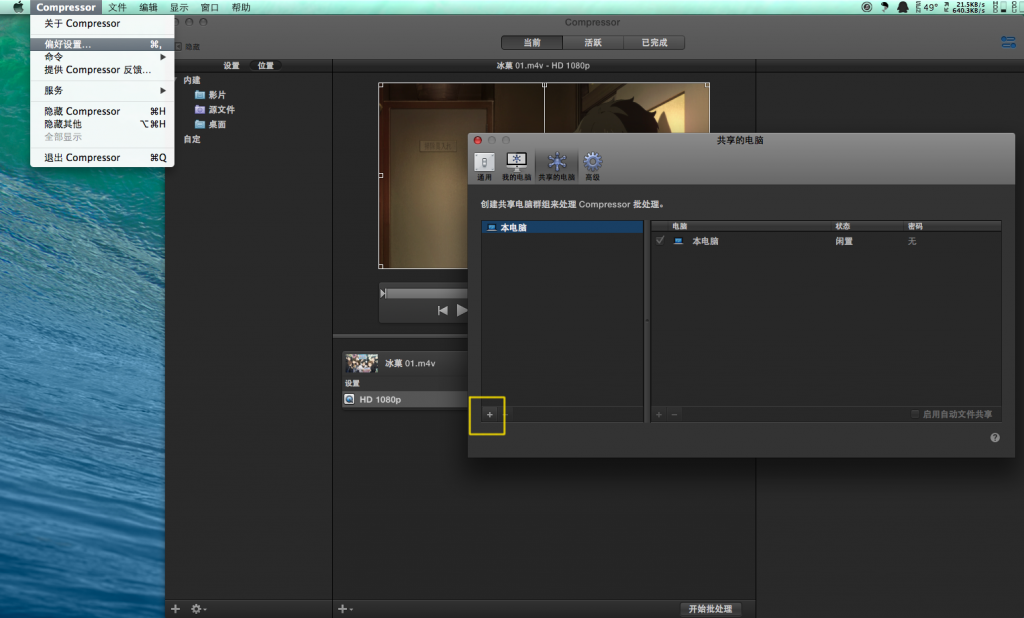 Compressor 文件 编辑 显示 窗口 帮助
49° 21.5KB/s
640.3KB/s
关于 Compressor
偏好设置... ⌘,
命令 ▶
提供 Compressor 反馈...
服务 ▶
隐藏 Compressor ⌘H
隐藏其他 ⌥⌘H
全部显示
退出 Compressor ⌘Q
Compressor
隐藏
当前 活跃 已完成
设置 位置
冰菓 01.m4v - HD 1080p
内建
影片
源文件
桌面
自定
共享的电脑
通用 我的电脑 共享的电脑 高级
创建共享电脑群组来处理 Compressor 批处理。
本电脑
电脑 状态 密码
本电脑 闲置 无
启用自动文件共享
冰菓 01.m4v
设置
HD 1080p
开始批处理